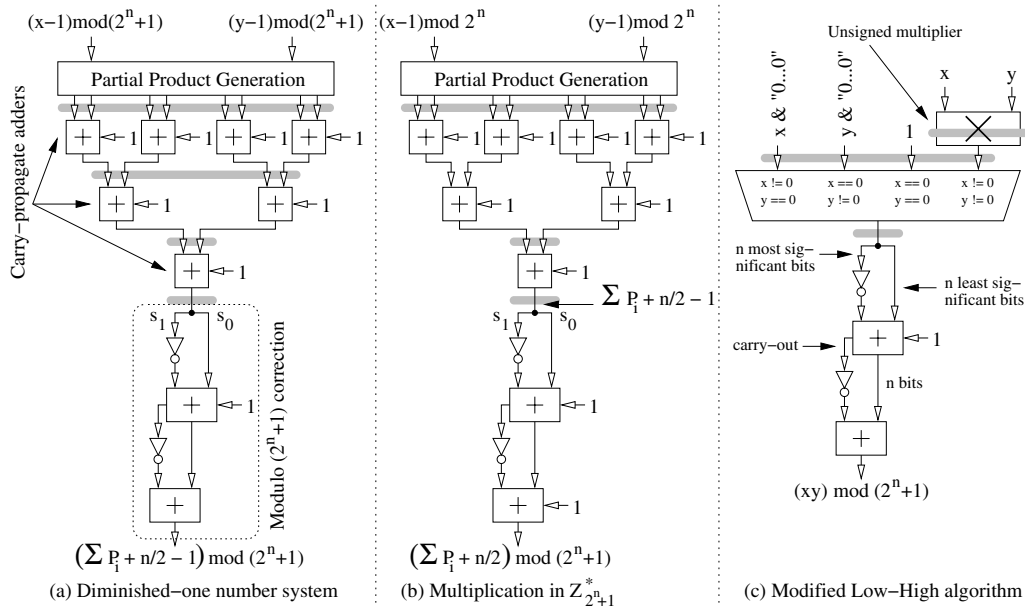 (x−1)mod(2^n+1)
(y−1)mod(2^n+1)
Partial Product Generation
+ 1 + 1 + 1 + 1
Carry−propagate adders
+ 1 + 1
+ 1
s_1 s_0
+ 1
+
Modulo (2^n+1) correction
(Σ P_i + n/2 − 1) mod (2^n+1)
(a) Diminished−one number system
(x−1)mod 2^n
(y−1)mod 2^n
Partial Product Generation
+ 1 + 1 + 1 + 1
+ 1 + 1
+ 1
Σ P_i + n/2 − 1
s_1 s_0
+ 1
+ 1
(Σ P_i + n/2) mod (2^n+1)
(b) Multiplication in Z^*_{2^n+1}
Unsigned multiplier
x y
x & "0...0"
y & "0...0"
1
x != 0 x == 0 x == 0 x != 0
y == 0 y != 0 y == 0 y != 0
n most sig−
nificant bits
n least sig−
nificant bits
+ 1
carry−out
n bits
+
(xy) mod (2^n+1)
(c) Modified Low−High algorithm